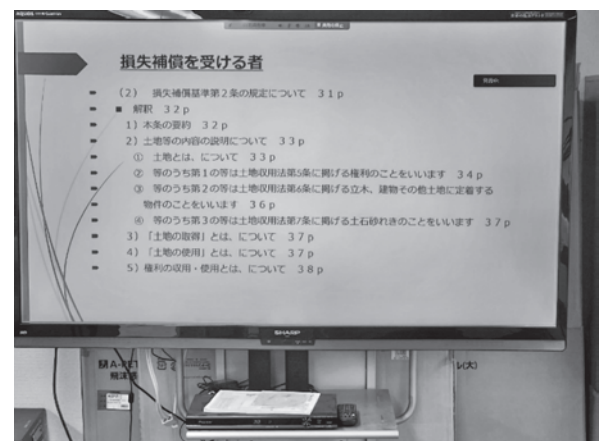 AQUOS
損失補償を受ける者
(2) 損失補償基準第2条の規定について 31p
■ 解釈 32p
1)本条の要約 32p
2)土地等の内容の説明について 33p
① 土地とは、について 33p
② 等のうち第1の等は土地収用法第5条に掲げる権利のことをいいます 34p
③ 等のうち第2の等は土地収用法第6条に掲げる立木、建物その他土地に定着する
物件のことをいいます 36p
④ 等のうち第3の等は土地収用法第7条に掲げる土石砂れきのことをいいます 37p
3)「土地の取得」とは、について 37p
4)「土地の使用」とは、について 37p
5)権利の収用・使用とは、について 38p
SHARP
レ(大)